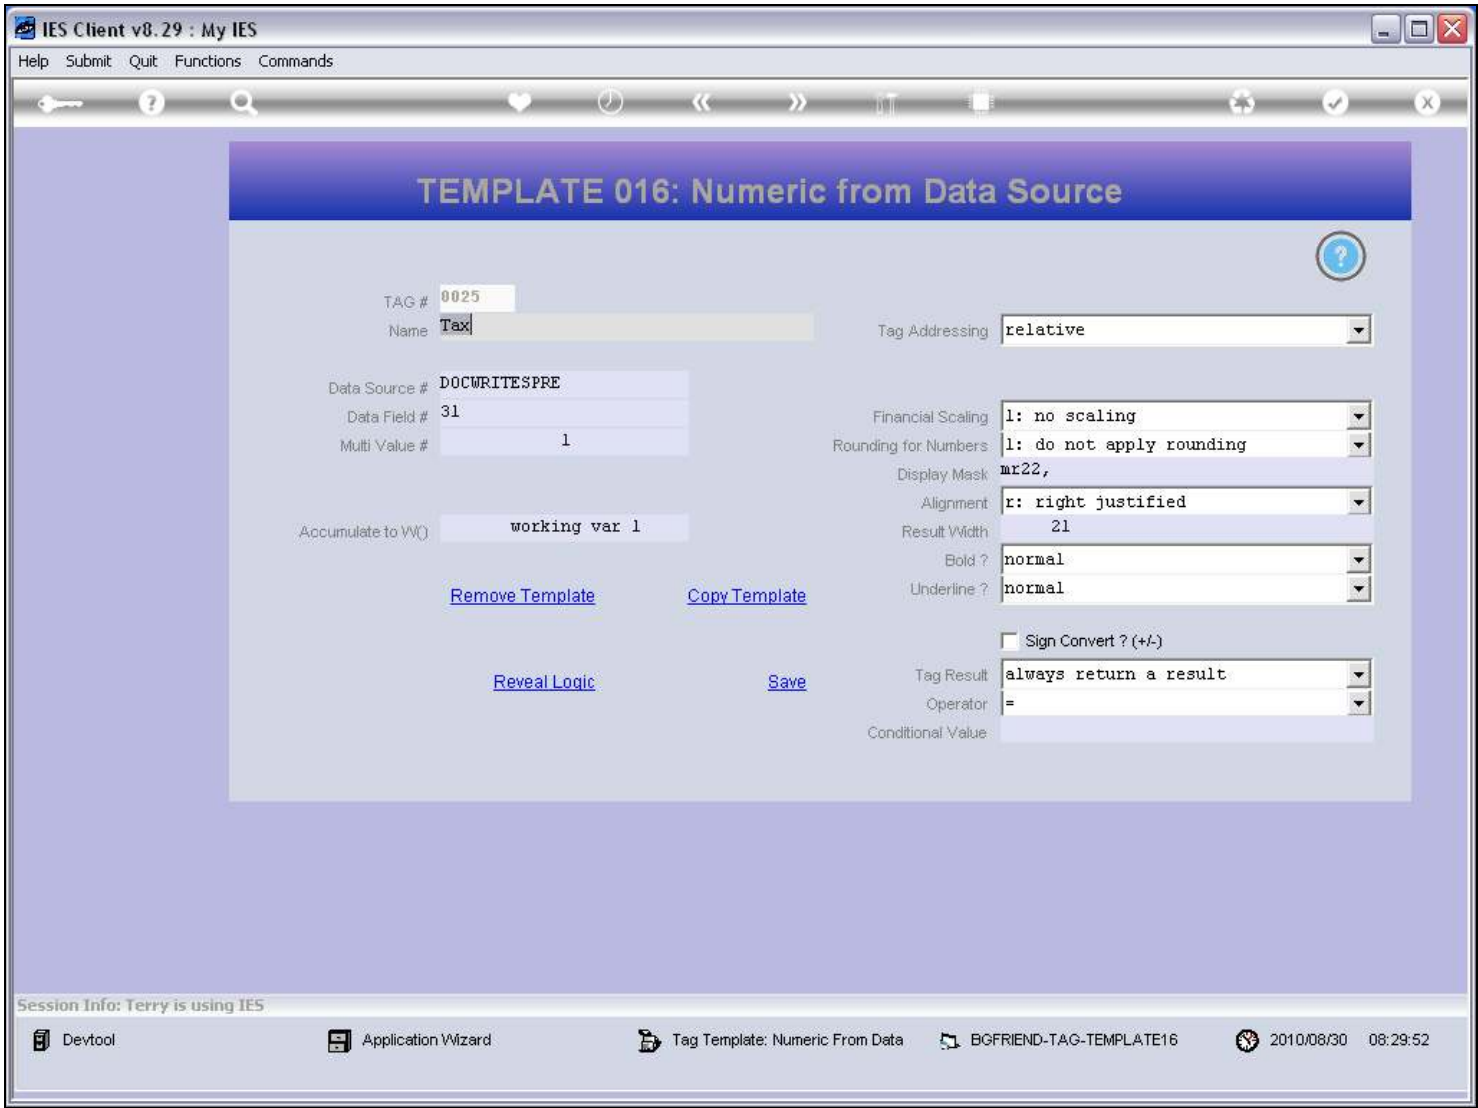 IES Client v8.29 : My IES
Help Submit Quit Functions Commands
TEMPLATE 016: Numeric from Data Source
TAG # 0025
Name Tax
Tag Addressing relative
Data Source # DOCWRITESPRE
Data Field # 31
Financial Scaling 1: no scaling
Multi Value # 1
Rounding for Numbers 1: do not apply rounding
Display Mask mr22,
Alignment r: right justified
Accumulate to W() working var 1
Result Width 21
Bold ? normal
Remove Template Copy Template
Underline ? normal
Sign Convert ? (+/-)
Reveal Logic Save
Tag Result always return a result
Operator =
Conditional Value
Session Info: Terry is using IES
Devtool Application Wizard Tag Template: Numeric From Data BGFRIEND-TAG-TEMPLATE16 2010/08/30 08:29:52